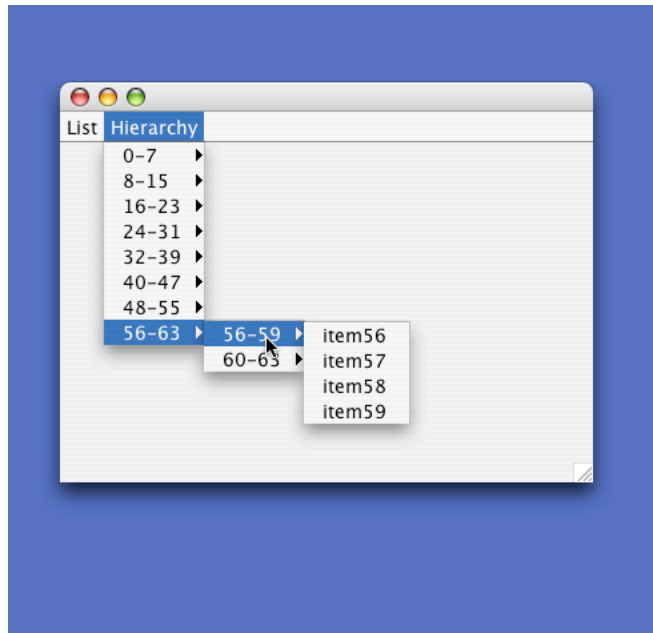 List Hierarchy
0-7
8-15
16-23
24-31
32-39
40-47
48-55
56-63 56-59 item56
60-63 item57
item58
item59